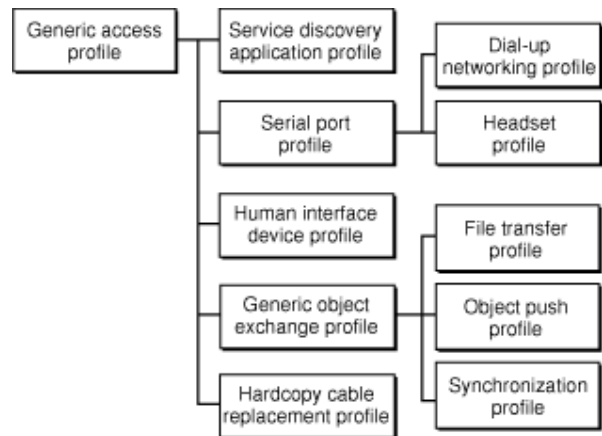 Generic access
profile
Service discovery
application profile
Dial-up
networking profile
Serial port
profile
Headset
profile
Human interface
device profile
File transfer
profile
Generic object
exchange profile
Object push
profile
Hardcopy cable
replacement profile
Synchronization
profile